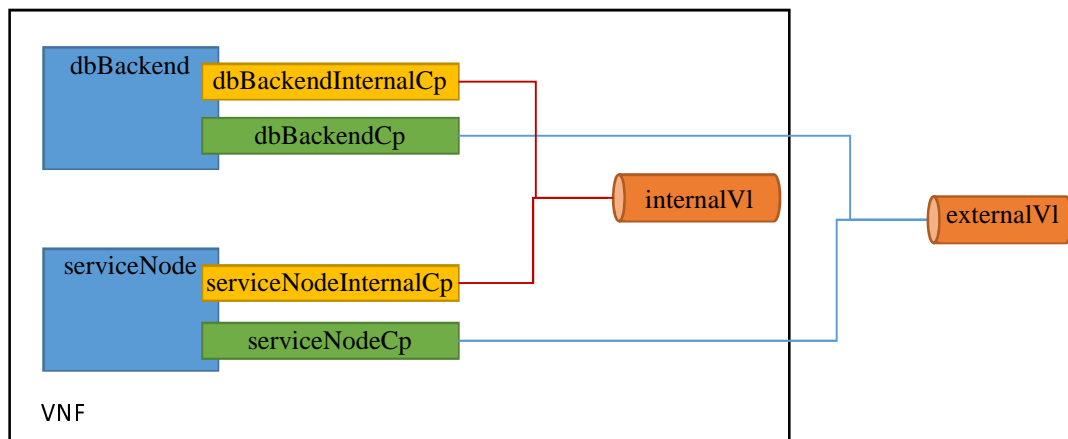 dbBackend
dbBackendInternalCp
dbBackendCp
internalVl
externalVl
serviceNode
serviceNodeInternalCp
serviceNodeCp
VNF